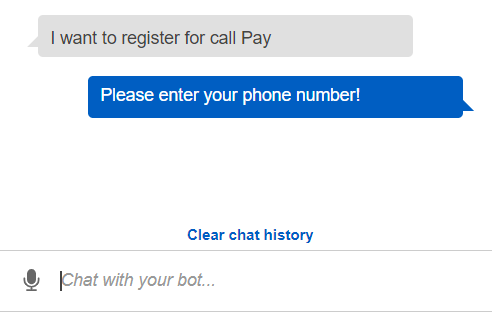 I want to register for call Pay
Please enter your phone number!
Clear chat history
Chat with your bot...